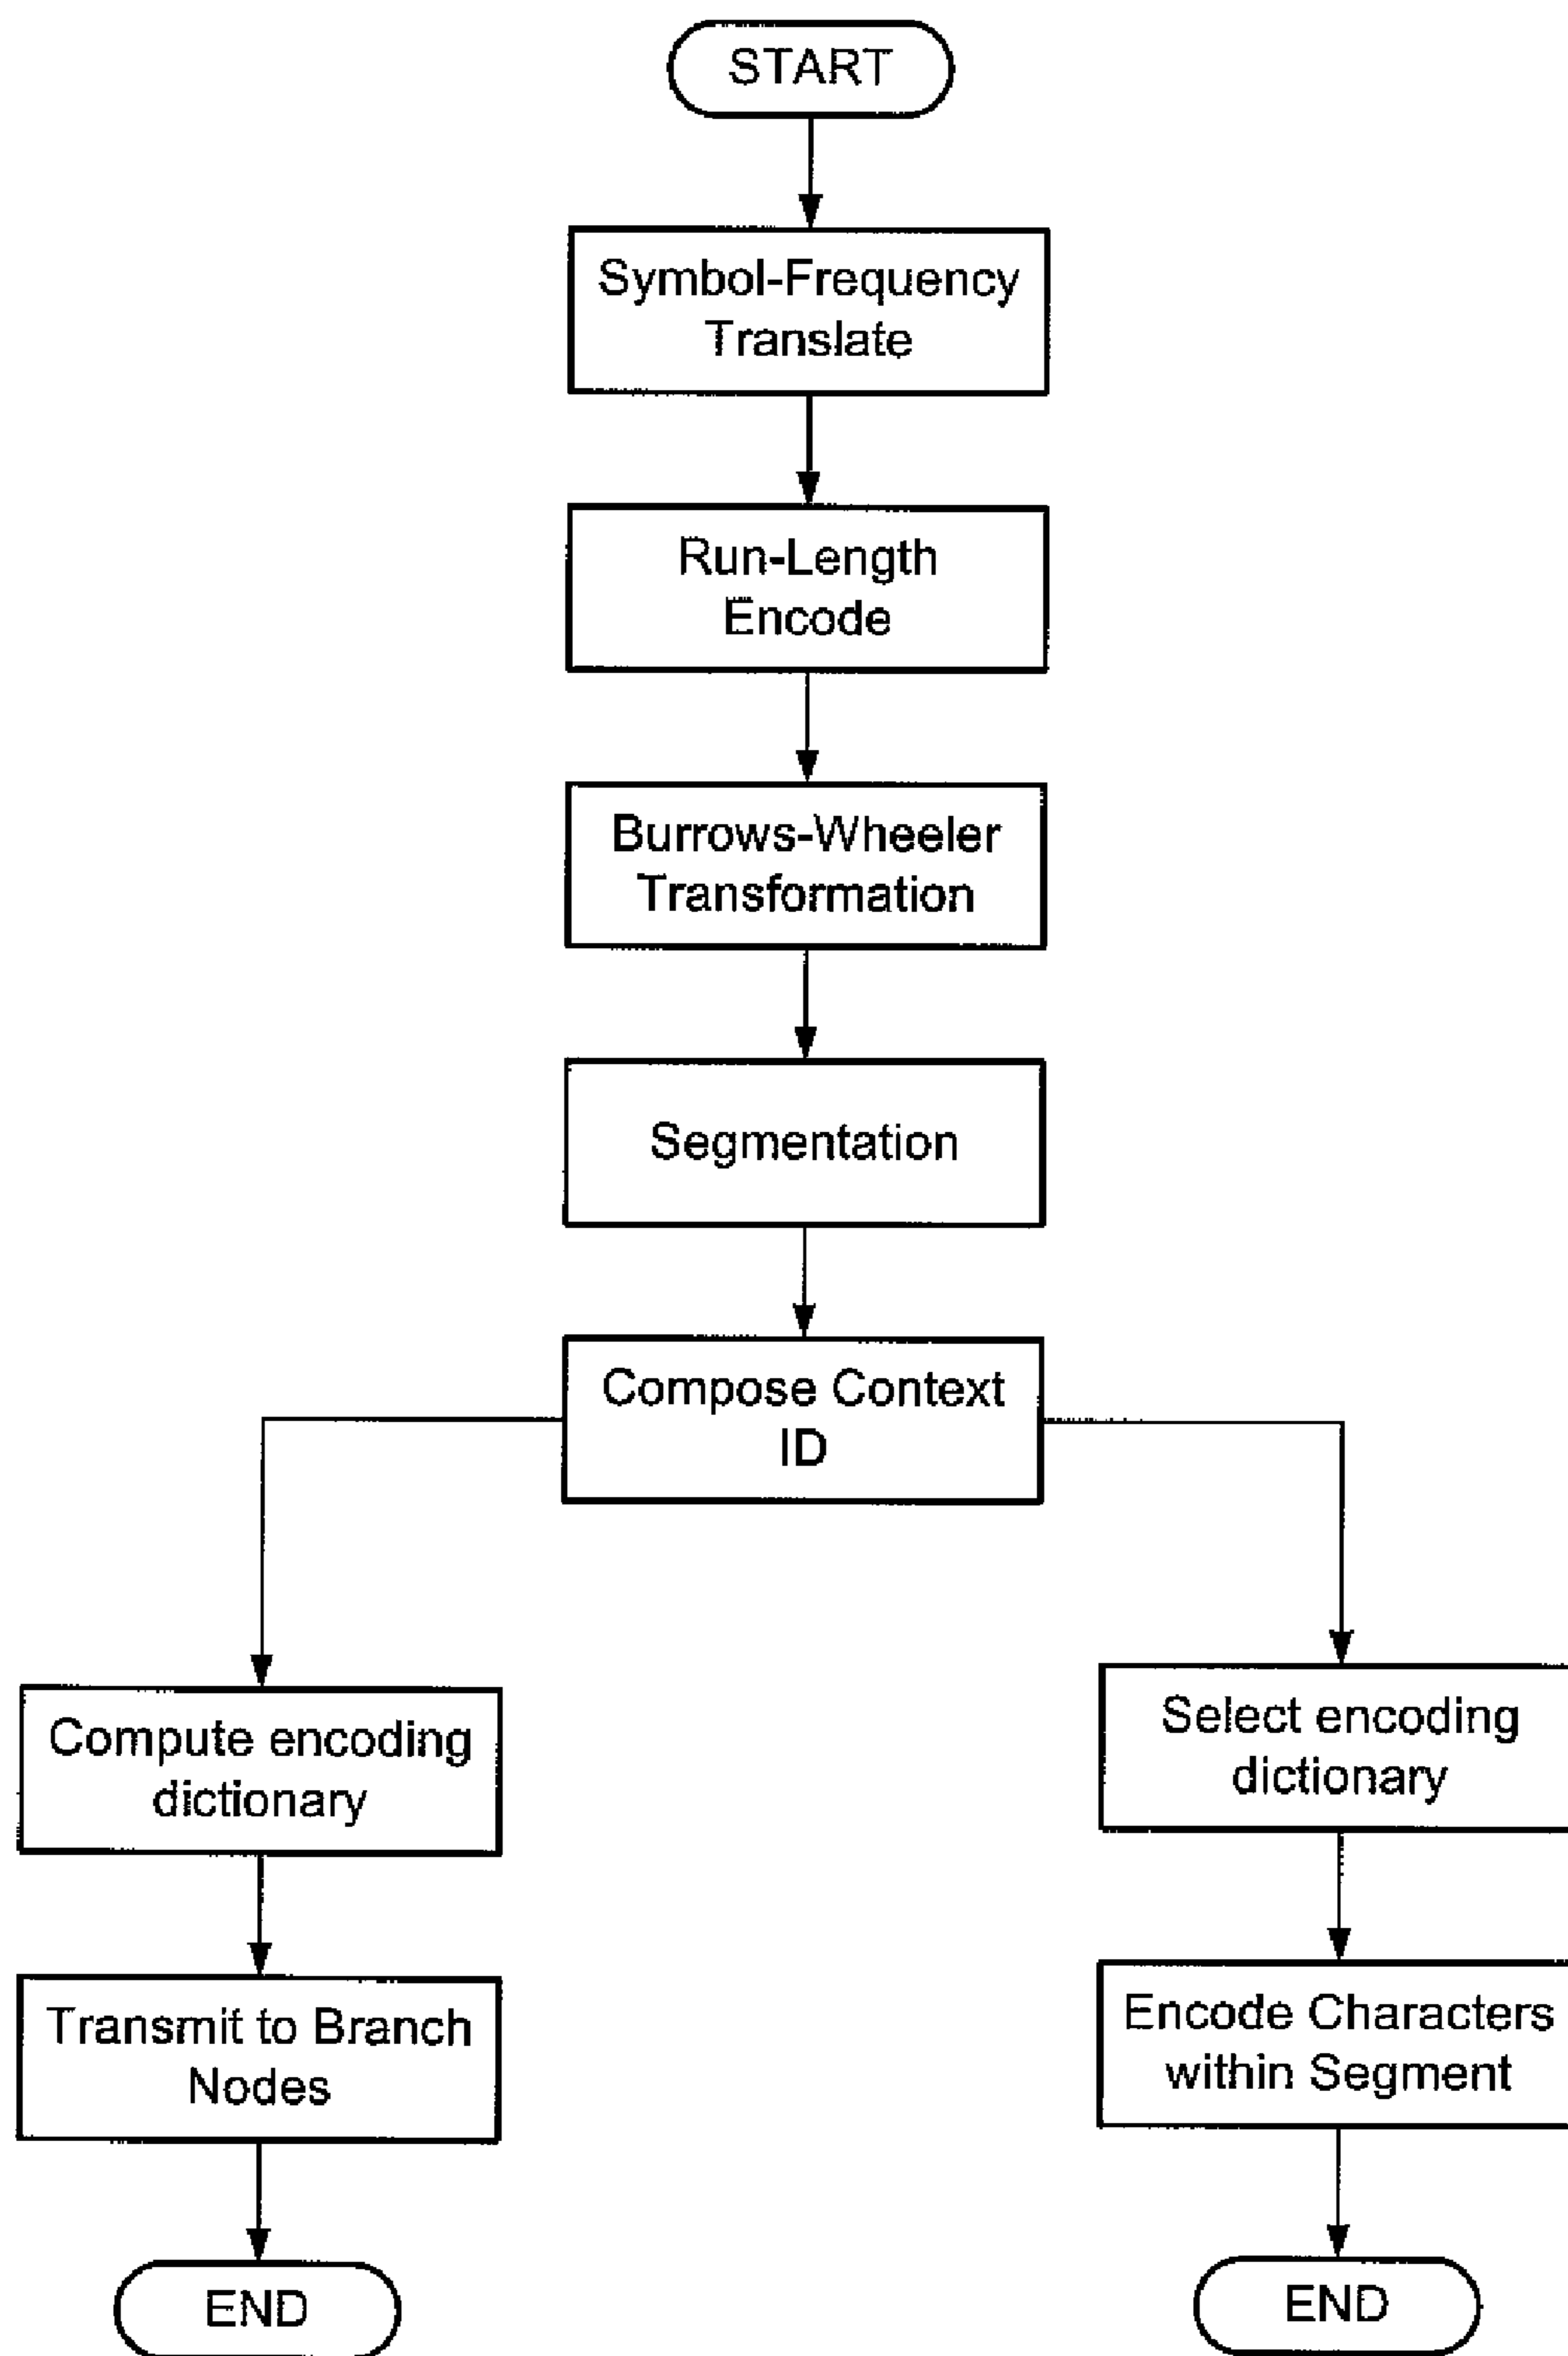 START
Symbol-Frequency
Translate
Run-Length
Encode
Burrows-Wheeler
Transformation
Segmentation
Compose Context
ID
Compute encoding
dictionary
Transmit to Branch
Nodes
END
Select encoding
dictionary
Encode Characters
within Segment
END